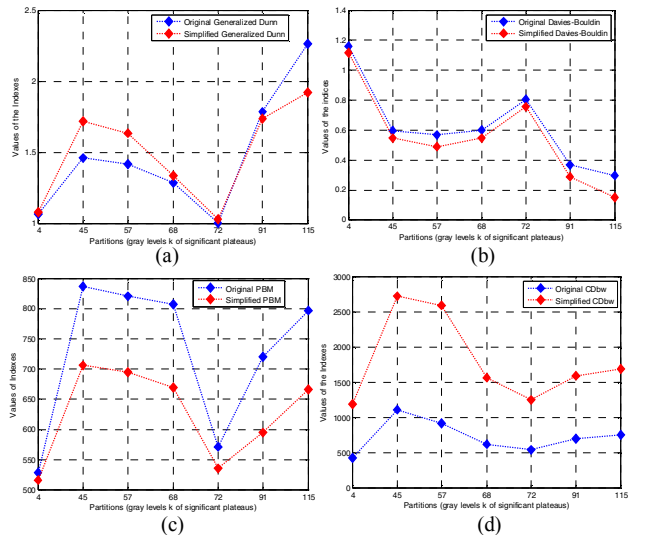 2.5
2
1.5
1
4 45 57 68 72 91 115
Values of the Indexes
Partitions (gray levels k of significant plateaus)
Original Generalized Dunn
Simplified Generalized Dunn
(a)
1.4
1.2
1
0.8
0.6
0.4
0.2
0
4 45 57 68 72 91 115
Values of the indices
Partitions (gray levels k of significant plateaus)
Original Davies-Bouldin
Simplified Davies-Bouldin
(b)
850
800
750
700
650
600
550
500
4 45 57 68 72 91 115
Values of Indexes
Partitions (gray levels k of significant plateaus)
Original PBM
Simplified PBM
(c)
3000
2500
2000
1500
1000
500
0
4 45 57 68 72 91 115
Values of the Indexes
Partitions (gray levels k of significant plateaus)
Original CDbw
Simplified CDbw
(d)